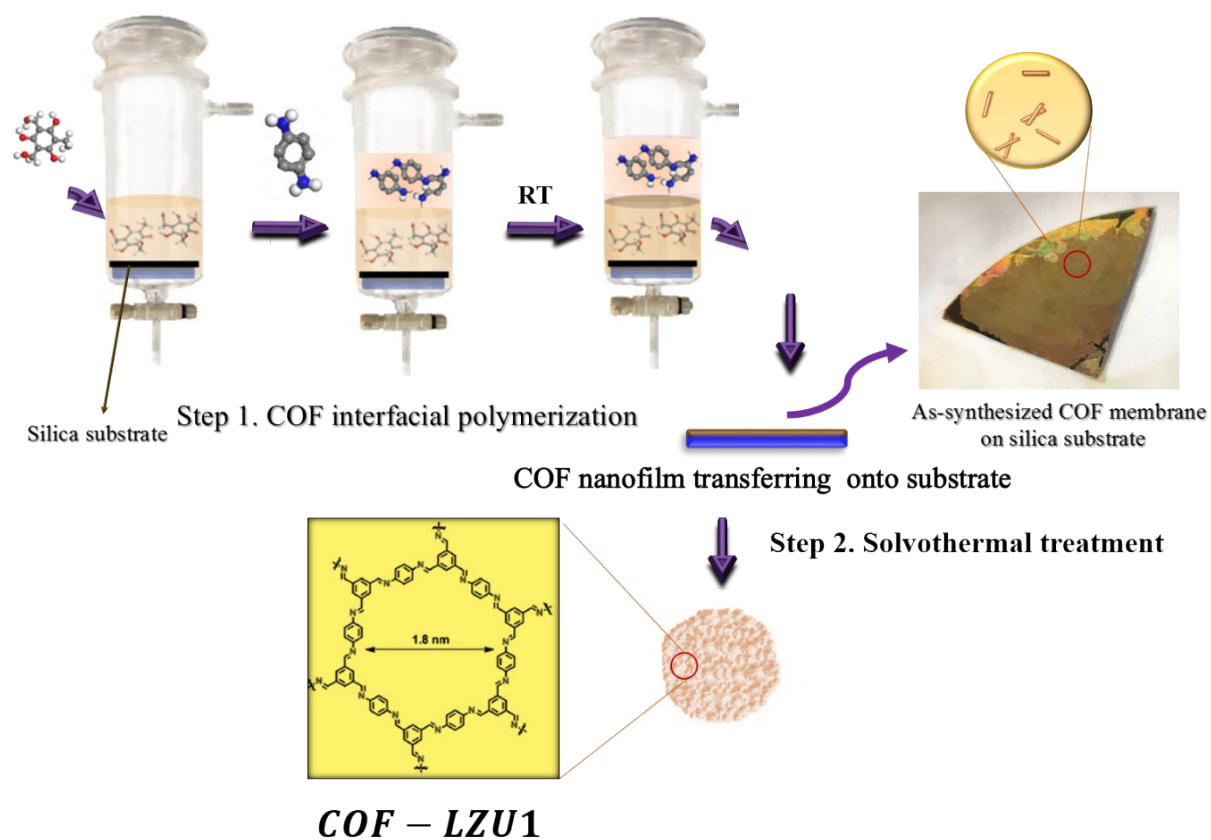 RT
Silica substrate
Step 1. COF interfacial polymerization
As-synthesized COF membrane
on silica substrate
COF nanofilm transferring onto substrate
Step 2. Solvothermal treatment
1.8 nm
COF – LZU1